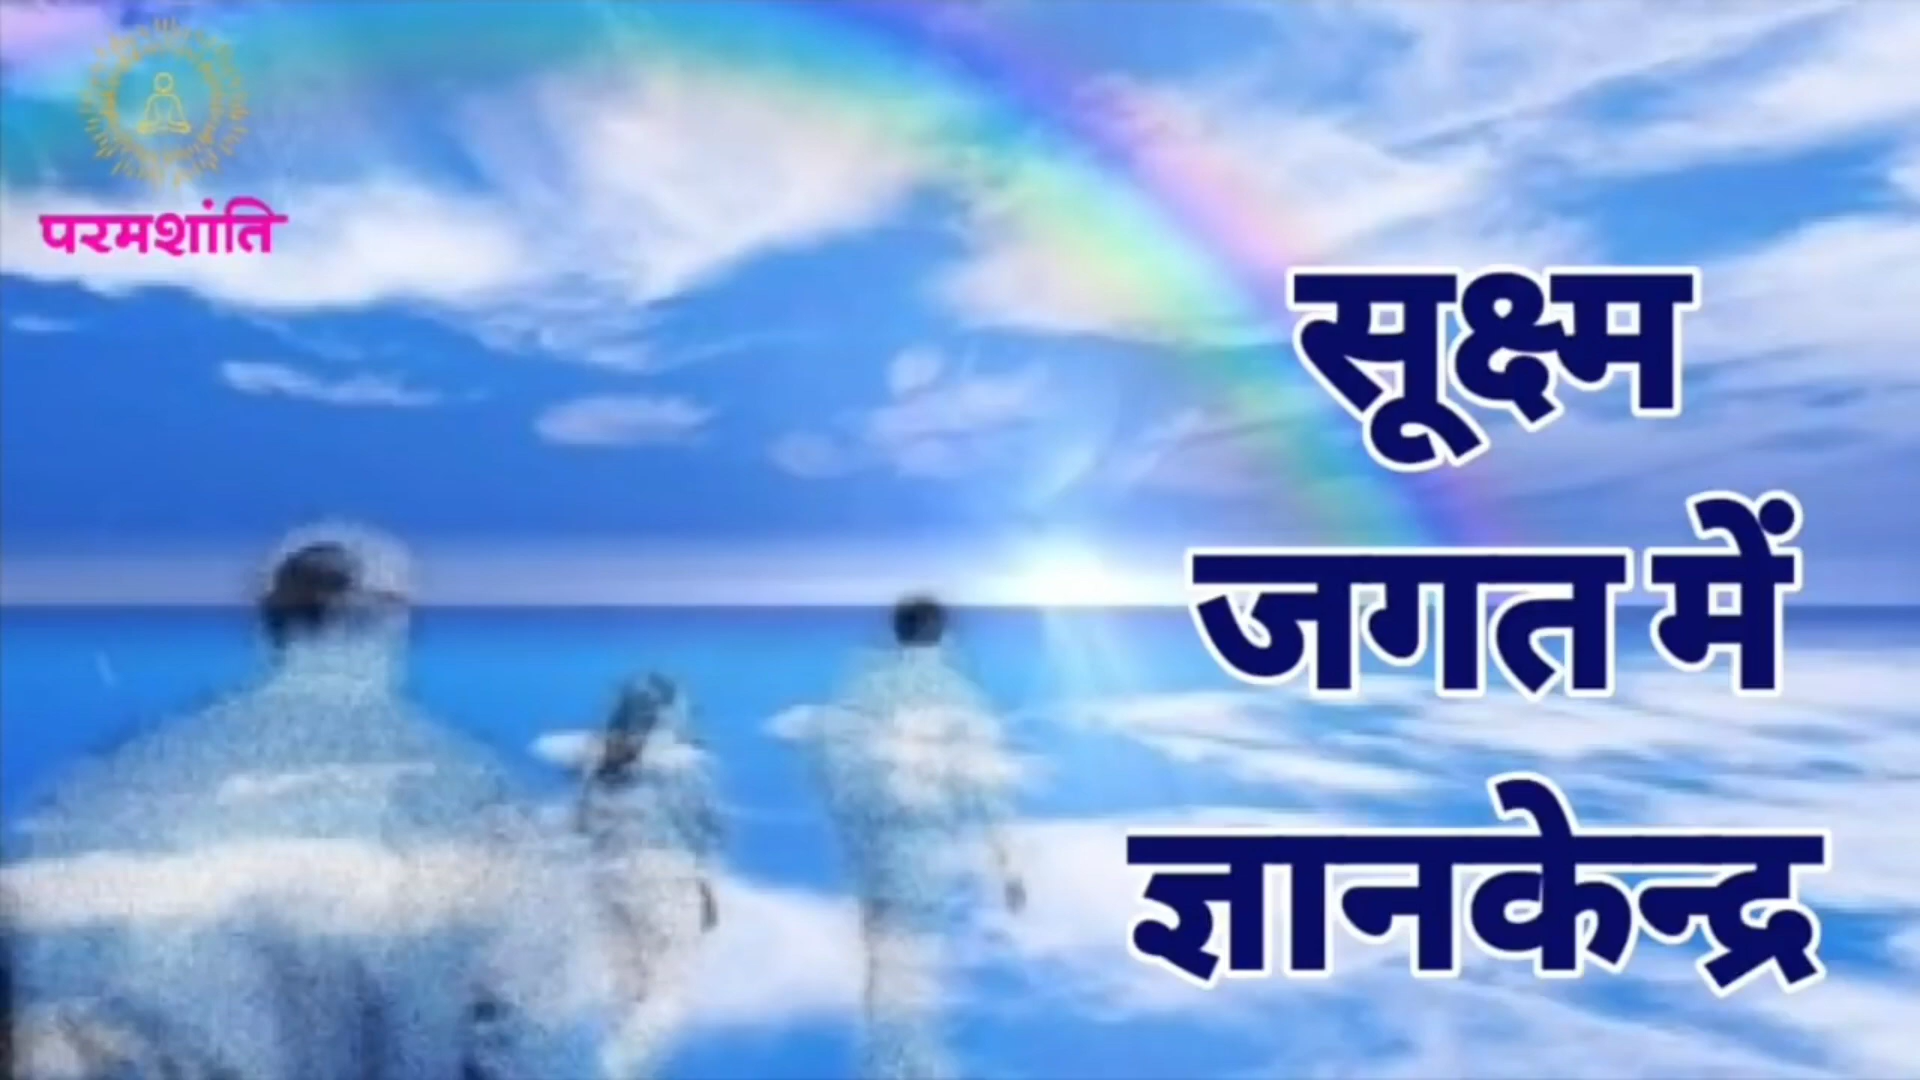 परमशांति
सूक्ष्म
जगत में
ज्ञानकेन्द्र